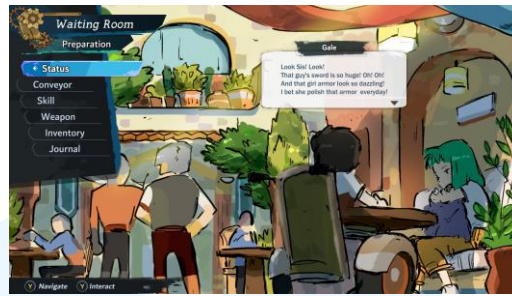 Waiting Room
Preparation
Status
Conveyor
Skill
Weapon
Inventory
Journal
Gale
Look Sis! Look!
That guy's sword is so huge! Oh! Oh!
And that girl armor look so dazzling!
I bet she polish that armor everyday!
Y Navigate Y Interact